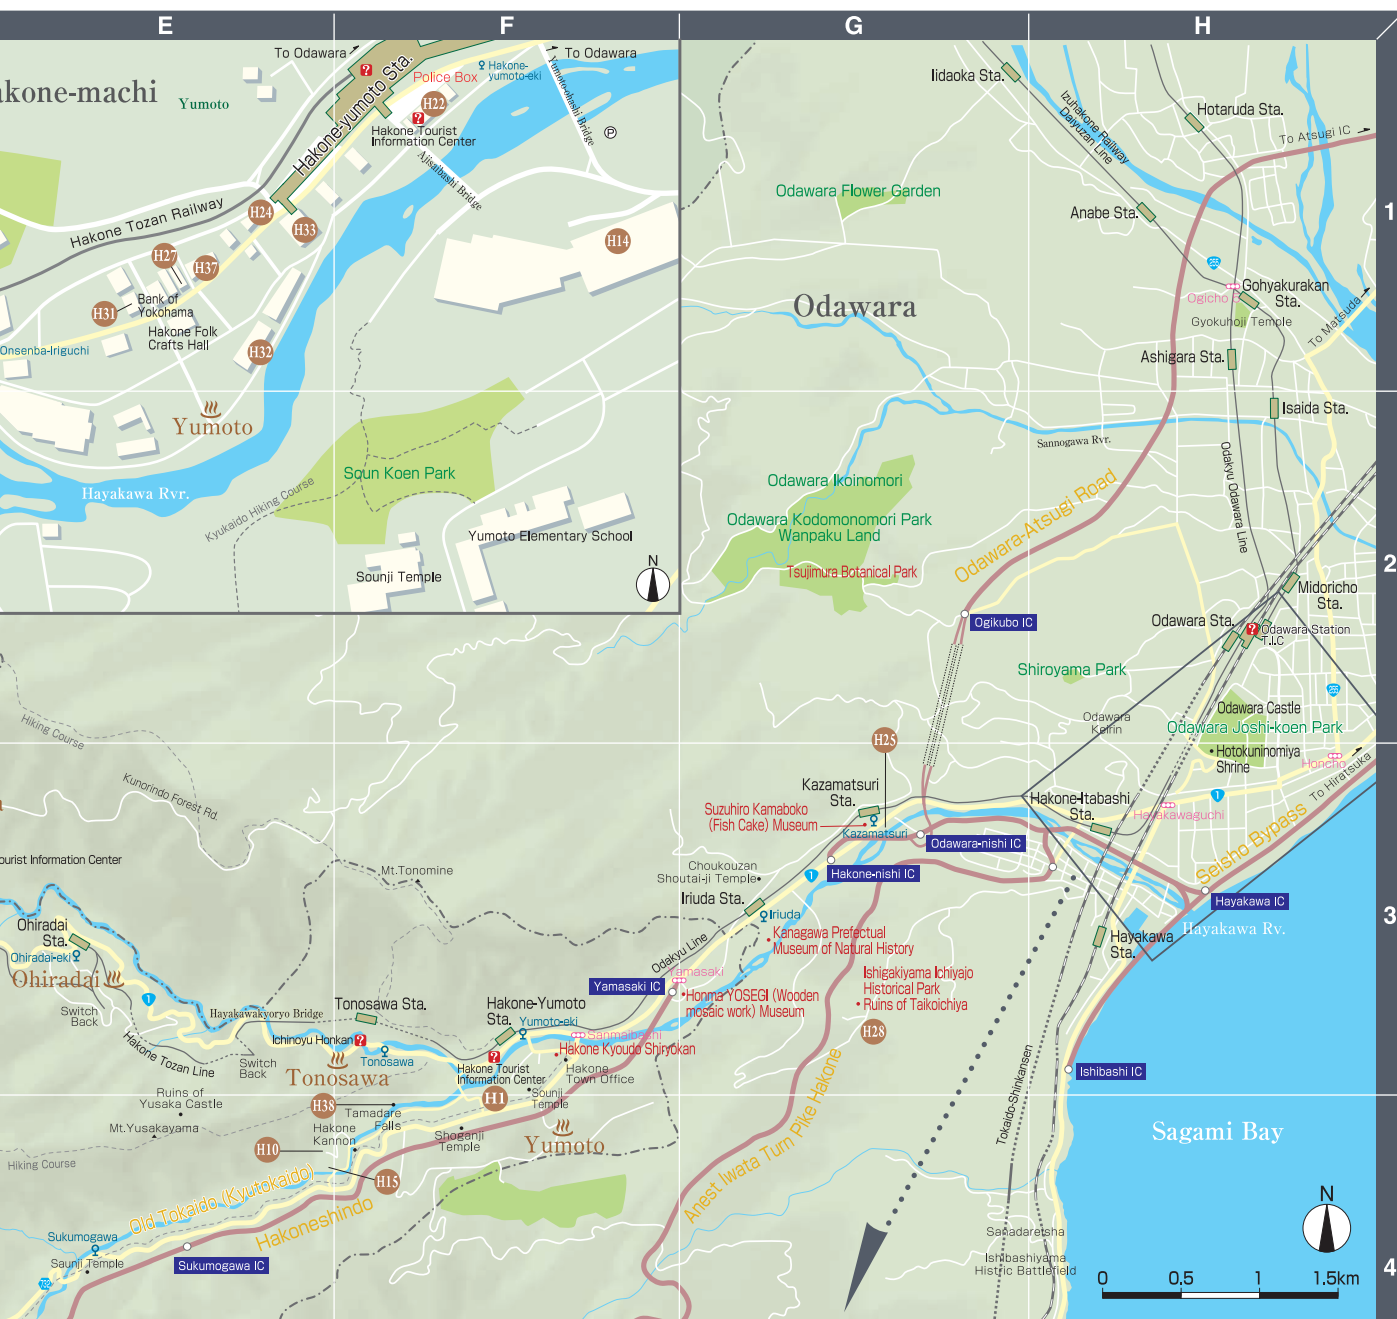 E
F
G
H
1
2
3
4
To Odawara
To Odawara
akone-machi
Yumoto
Hakone-yumoto Sta.
?
Police Box
Hakone-
yumoto-eki
H22
?
Hakone Tourist
Information Center
Yumoto-ohashi Bridge
Ajisaibashi Bridge
P
Hakone Tozan Railway
H24
H33
H14
H27
H37
H31
Bank of
Yokohama
Hakone Folk
Crafts Hall
H32
Onsenba-Iriguchi
Yumoto
Hayakawa Rvr.
Soun Koen Park
Kyukaido Hiking Course
Yumoto Elementary School
Sounji Temple
N
Iidaoka Sta.
Izuhakone Railway
Daiyuzan Line
Hotaruda Sta.
To Atsugi IC
Odawara Flower Garden
Anabe Sta.
255
Ogicho
Gohyakurakan
Sta.
Gyokuhoji Temple
To Matsuda
Odawara
Ashigara Sta.
Isaida Sta.
Sannogawa Rvr.
Odakyu Odawara Line
Odawara Ikoinomori
Odawara Kodomonomori Park
Wanpaku Land
Tsujimura Botanical Park
Odawara-Atsugi Road
Ogikubo IC
Midoricho
Sta.
Odawara Sta.
?
Odawara Station
T.I.C
Shiroyama Park
255
Odawara
Keirin
Odawara Castle
Odawara Joshi-koen Park
Hotokuninomiya
Shrine
Honcho
To Hiratsuka
1
Hakone-Itabashi
Sta.
Hayakawaguchi
Seisho Bypass
H25
Kazamatsuri
Sta.
Suzuhiro Kamaboko
(Fish Cake) Museum
Kazamatsuri
Odawara-nishi IC
Hakone-nishi IC
Choukouzan
Shoutai-ji Temple
1
Iriuda Sta.
Iriuda
Kanagawa Prefectual
Museum of Natural History
Hayakawa IC
Hayakawa Rv.
Hayakawa
Sta.
Hiking Course
Kunorindo Forest Rd.
ourist Information Center
Mt.Tonomine
Ohiradai
Sta.
Ohiradai-eki
Ohiradai
1
Switch
Back
Hakone Tozan Line
Hayakawakyoryo Bridge
Switch
Back
Tonosawa Sta.
Ichinoyu Honkan
?
Tonosawa
Tonosawa
Hakone-Yumoto
Sta.
Yumoto-eki
?
Hakone Tourist
Information Center
H1
Sanmaibashi
Hakone Kyoudo Shiryokan
Hakone
Town Office
Sounji
Temple
Odakyu Line
Yamasaki IC
Yamasaki
Honma YOSEGI (Wooden
mosaic work) Museum
Ishigakiyama Ichiyajo
Historical Park
Ruins of Taikoichiya
H28
Ishibashi IC
Tokaido-Shinkansen
Anest Iwata Turn Pike Hakone
Ruins of
Yusaka Castle
Mt.Yusakayama
H38
Tamadare
Falls
Hakone
Kannon
H10
H15
Shoganji
Temple
Yumoto
Hiking Course
Old Tokaido (Kyutokaido)
Hakoneshindo
Sukumogawa
Saunji Temple
Sukumogawa IC
732
Sagami Bay
Sanadaretsha
Ishibashiyama
Histric Battlefield
N
0 0.5 1 1.5km